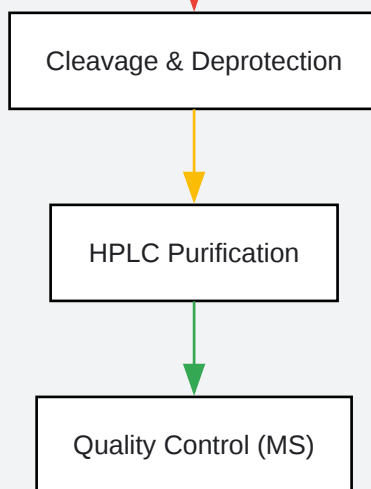 Cleavage & Deprotection
HPLC Purification
Quality Control (MS)